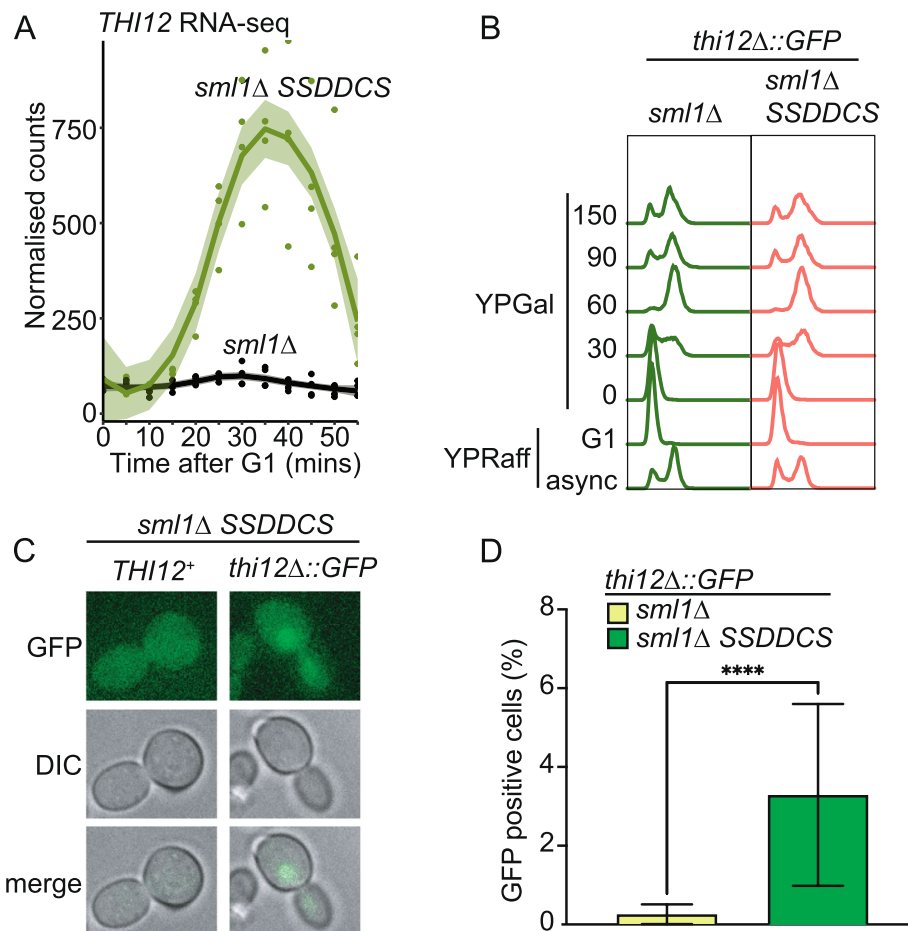 A
THI12 RNA-seq
sml1Δ SSDDCS
sml1Δ
Normalised counts
750
500
250
0
0 10 20 30 40 50
Time after G1 (mins)
B
thi12Δ::GFP
sml1Δ
sml1Δ
SSDDCS
YPGal
150
90
60
30
0
YPRaff
G1
async
C
sml1Δ SSDDCS
THI12⁺ thi12Δ::GFP
GFP
DIC
merge
D
thi12Δ::GFP
sml1Δ
sml1Δ SSDDCS
****
GFP positive cells (%)
8
6
4
2
0